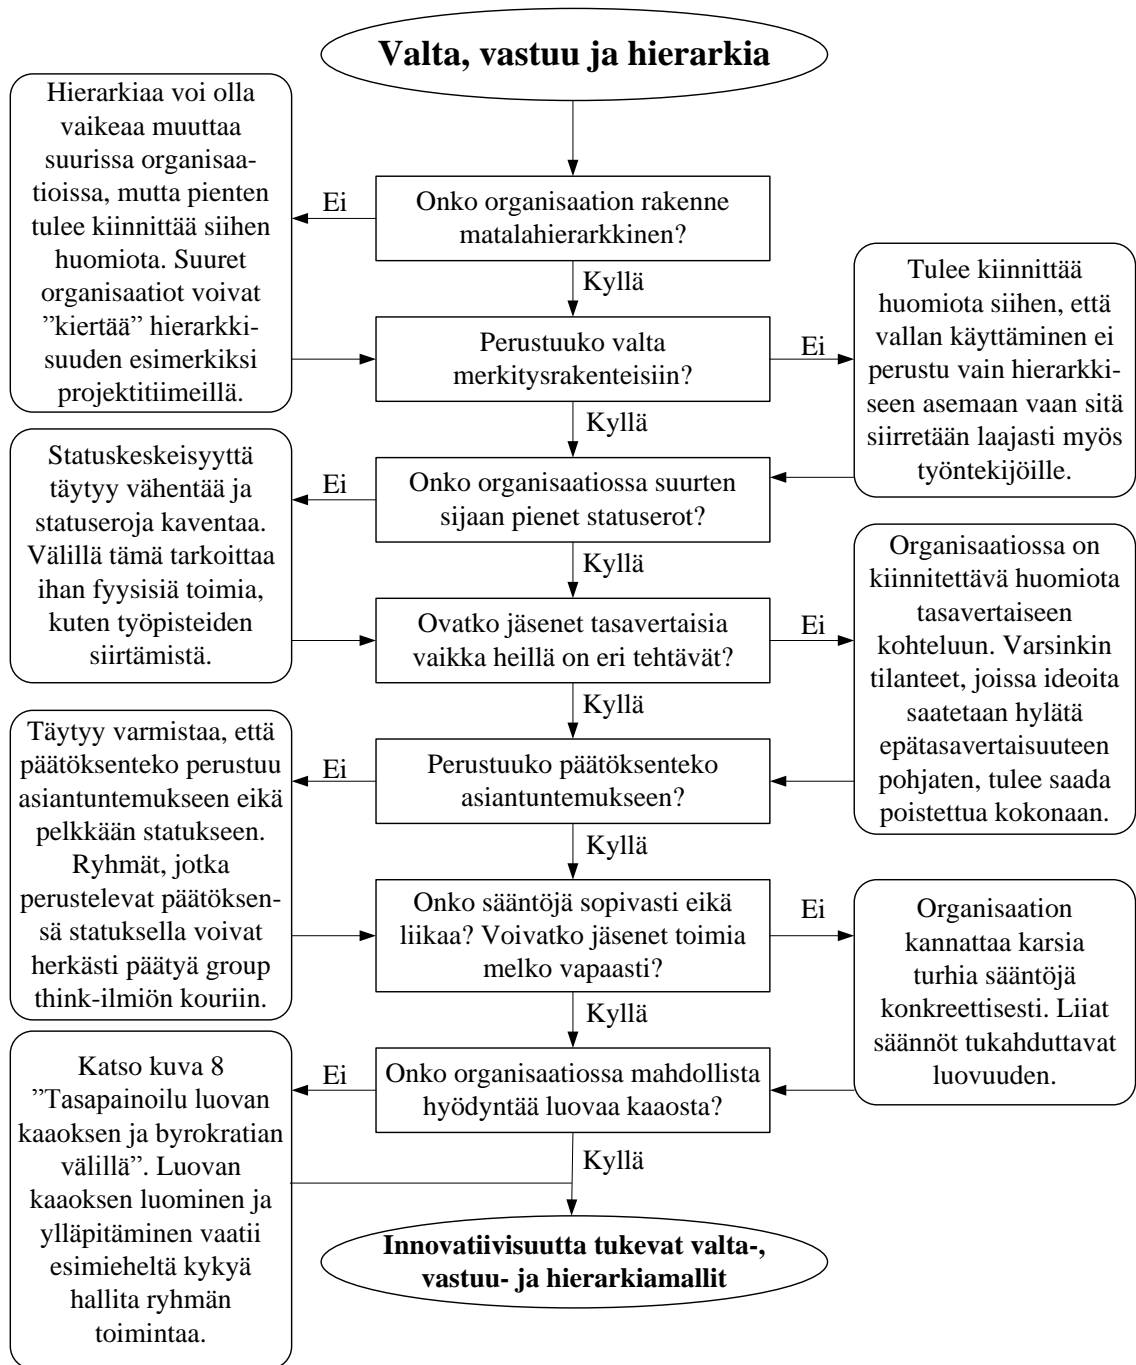 Valta, vastuu ja hierarkia
Hierarkiaa voi olla
vaikeaa muuttaa
suurissa organisaa-
tioissa, mutta pienten
tulee kiinnittää siihen
huomiota. Suuret
organisaatiot voivat
”kiertää” hierarkki-
suuden esimerkiksi
projektitiimeillä.
Ei
Onko organisaation rakenne
matalahierarkkinen?
Kyllä
Perustuuko valta
merkitysrakenteisiin?
Ei
Tulee kiinnittää
huomiota siihen, että
vallan käyttäminen ei
perustu vain hierarkki-
seen asemaan vaan sitä
siirretään laajasti myös
työntekijöille.
Kyllä
Statuskeskeisyyttä
täytyy vähentää ja
statuseroja kaventaa.
Välillä tämä tarkoittaa
ihan fyysisiä toimia,
kuten työpisteiden
siirtämistä.
Ei
Onko organisaatiossa suurten
sijaan pienet statuserot?
Kyllä
Ovatko jäsenet tasavertaisia
vaikka heillä on eri tehtävät?
Ei
Organisaatiossa on
kiinnitettävä huomiota
tasavertaiseen
kohteluun. Varsinkin
tilanteet, joissa ideoita
saatetaan hylätä
epätasavertaisuuteen
pohjaten, tulee saada
poistettua kokonaan.
Kyllä
Täytyy varmistaa, että
päätöksenteko perustuu
asiantuntemukseen eikä
pelkkään statukseen.
Ryhmät, jotka
perustelevat päätöksen-
sä statuksella voivat
herkästi päätyä group
think-ilmiön kouriin.
Ei
Perustuuko päätöksenteko
asiantuntemukseen?
Kyllä
Onko sääntöjä sopivasti eikä
liikaa? Voivatko jäsenet toimia
melko vapaasti?
Ei
Organisaation
kannattaa karsia
turhia sääntöjä
konkreettisesti. Liiat
säännöt tukahduttavat
luovuuden.
Kyllä
Katso kuva 8
”Tasapainoilu luovan
kaaoksen ja byrokratian
välillä”. Luovan
kaaoksen luominen ja
ylläpitäminen vaatii
esimieheltä kykyä
hallita ryhmän
toimintaa.
Ei
Onko organisaatiossa mahdollista
hyödyntää luovaa kaaosta?
Kyllä
Innovatiivisuutta tukevat valta-,
vastuu- ja hierarkiamallit